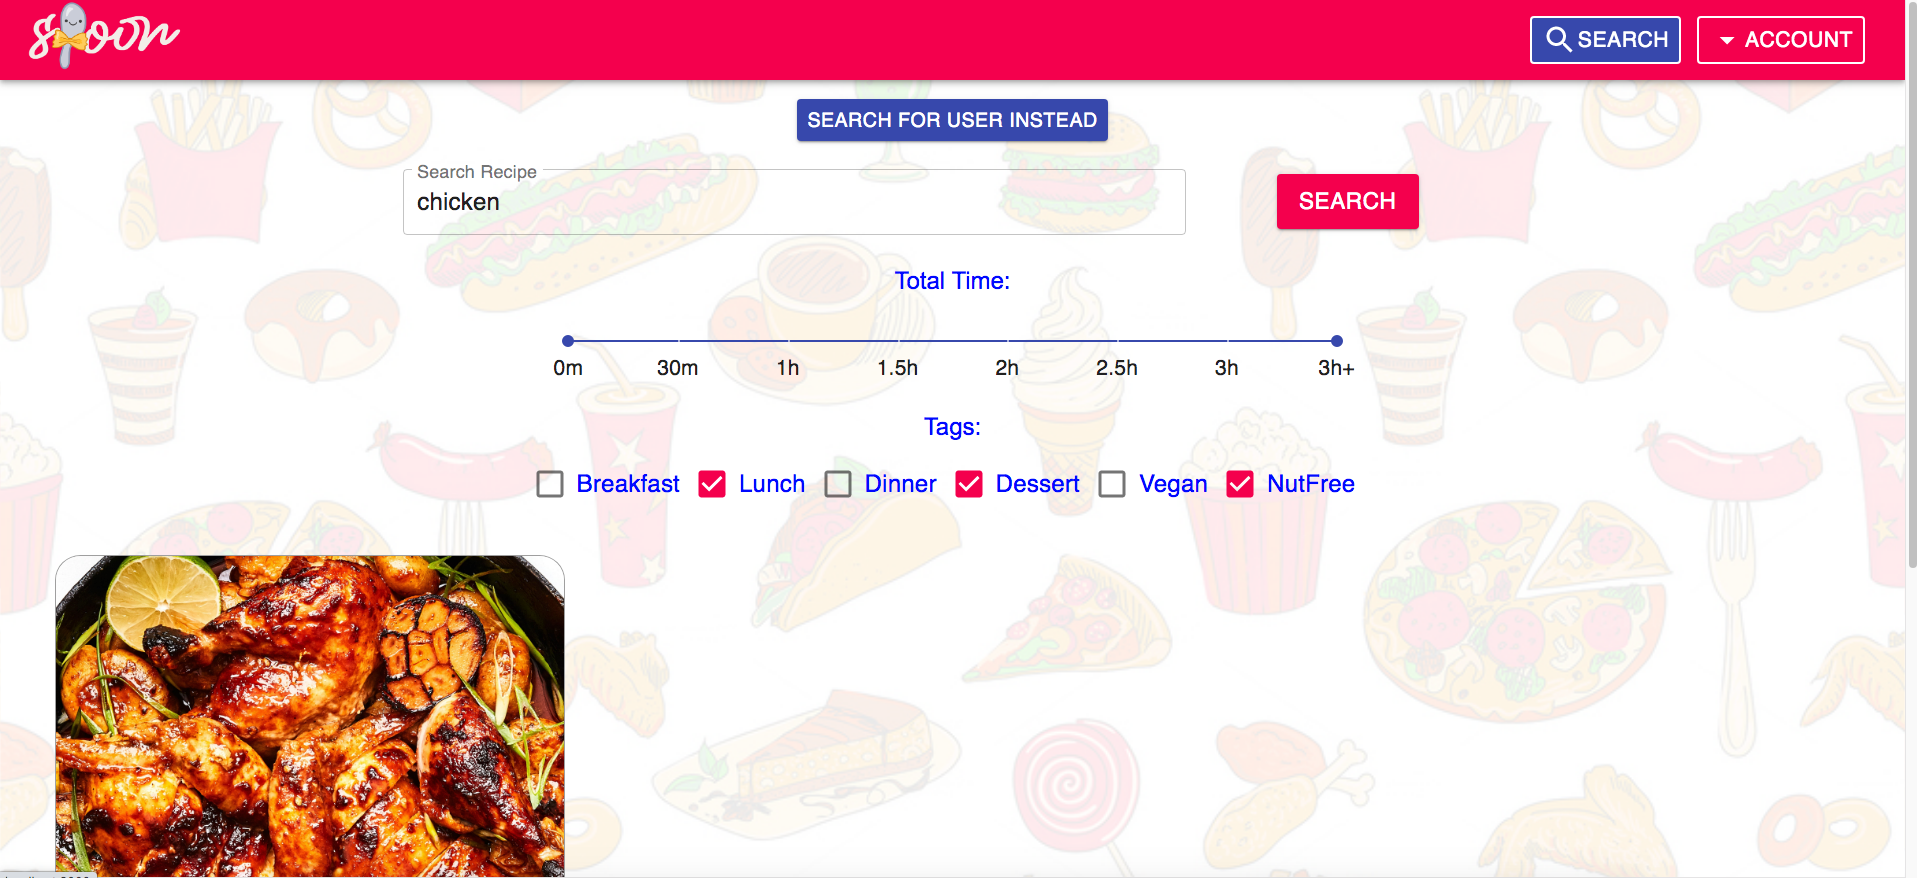 spoon
SEARCH
ACCOUNT
SEARCH FOR USER INSTEAD
Search Recipe
chicken
SEARCH
Total Time:
0m 30m 1h 1.5h 2h 2.5h 3h 3h+
Tags:
Breakfast Lunch Dinner Dessert Vegan NutFree